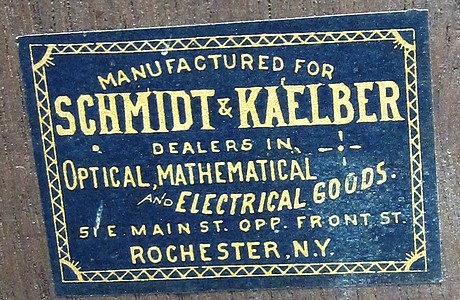 MANUFACTURED FOR
SCHMIDT & KAELBER
DEALERS IN
OPTICAL, MATHEMATICAL
AND ELECTRICAL GOODS.
51 E. MAIN ST. OPP. FRONT ST.
ROCHESTER, N.Y.